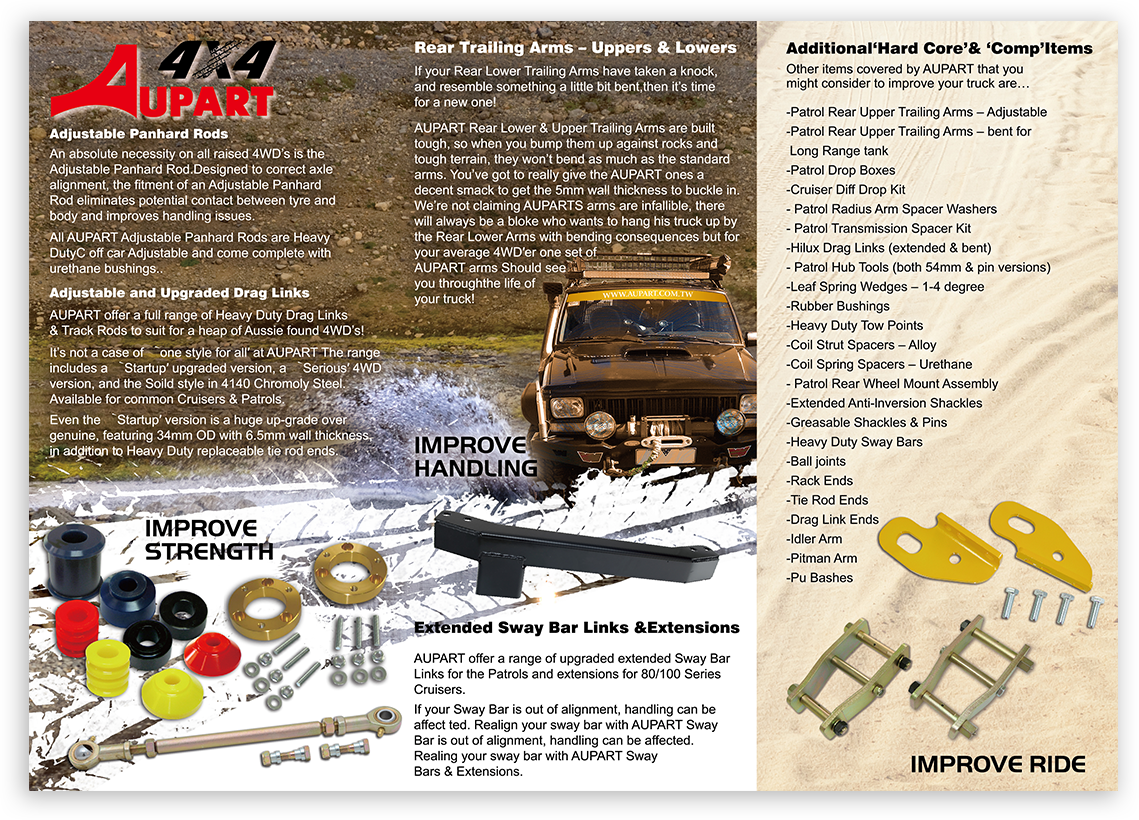 4X4
AUPART
Adjustable Panhard Rods
An absolute necessity on all raised 4WD's is the
Adjustable Panhard Rod.Designed to correct axle
alignment, the fitment of an Adjustable Panhard
Rod eliminates potential contact between tyre and
body and improves handling issues.
All AUPART Adjustable Panhard Rods are Heavy
DutyC off car Adjustable and come complete with
urethane bushings..
Adjustable and Upgraded Drag Links
AUPART offer a full range of Heavy Duty Drag Links
& Track Rods to suit for a heap of Aussie found 4WD's!
It's not a case of `one style for all' at AUPART The range
includes a `Startup' upgraded version, a `Serious' 4WD
version, and the Soild style in 4140 Chromoly Steel.
Available for common Cruisers & Patrols.
Even the `Startup' version is a huge up-grade over
genuine, featuring 34mm OD with 6.5mm wall thickness,
in addition to Heavy Duty replaceable tie rod ends.
IMPROVE
STRENGTH
Rear Trailing Arms – Uppers & Lowers
If your Rear Lower Trailing Arms have taken a knock,
and resemble something a little bit bent,then it's time
for a new one!
AUPART Rear Lower & Upper Trailing Arms are built
tough, so when you bump them up against rocks and
tough terrain, they won't bend as much as the standard
arms. You've got to really give the AUPART ones a
decent smack to get the 5mm wall thickness to buckle in.
We're not claiming AUPARTS arms are infallible, there
will always be a bloke who wants to hang his truck up by
the Rear Lower Arms with bending consequences but for
your average 4WD'er one set of
AUPART arms Should see
you throughthe life of
your truck!
WWW.AUPART.COM.TW
IMPROVE
HANDLING
Extended Sway Bar Links &Extensions
AUPART offer a range of upgraded extended Sway Bar
Links for the Patrols and extensions for 80/100 Series
Cruisers.
If your Sway Bar is out of alignment, handling can be
affect ted. Realign your sway bar with AUPART Sway
Bar is out of alignment, handling can be affected.
Realing your sway bar with AUPART Sway
Bars & Extensions.
Additional'Hard Core'& 'Comp'Items
Other items covered by AUPART that you
might consider to improve your truck are…
-Patrol Rear Upper Trailing Arms – Adjustable
-Patrol Rear Upper Trailing Arms – bent for
Long Range tank
-Patrol Drop Boxes
-Cruiser Diff Drop Kit
- Patrol Radius Arm Spacer Washers
- Patrol Transmission Spacer Kit
-Hilux Drag Links (extended & bent)
- Patrol Hub Tools (both 54mm & pin versions)
-Leaf Spring Wedges – 1-4 degree
-Rubber Bushings
-Heavy Duty Tow Points
-Coil Strut Spacers – Alloy
-Coil Spring Spacers – Urethane
- Patrol Rear Wheel Mount Assembly
-Extended Anti-Inversion Shackles
-Greasable Shackles & Pins
-Heavy Duty Sway Bars
-Ball joints
-Rack Ends
-Tie Rod Ends
-Drag Link Ends
-Idler Arm
-Pitman Arm
-Pu Bashes
IMPROVE RIDE